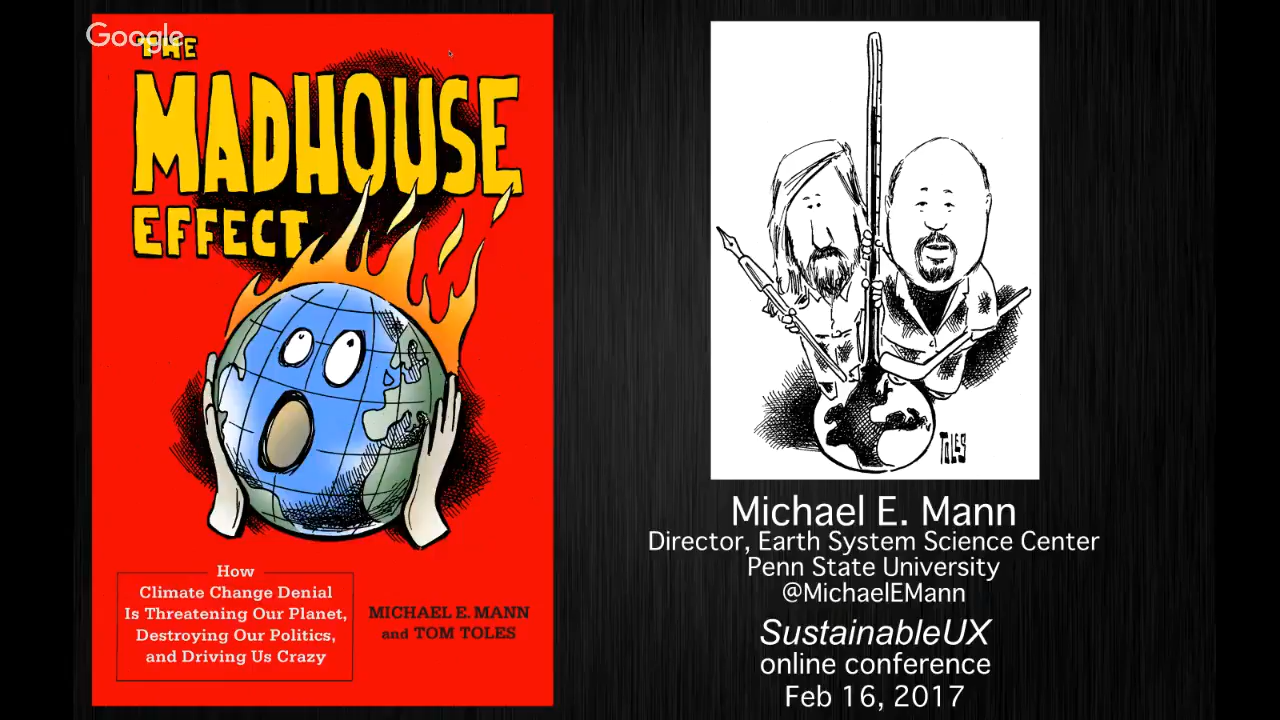 Google
THE
MADHOUSE
EFFECT
How
Climate Change Denial
Is Threatening Our Planet,
Destroying Our Politics,
and Driving Us Crazy
MICHAEL E. MANN
and TOM TOLES
TOLES
Michael E. Mann
Director, Earth System Science Center
Penn State University
@MichaelEMann
SustainableUX
online conference
Feb 16, 2017